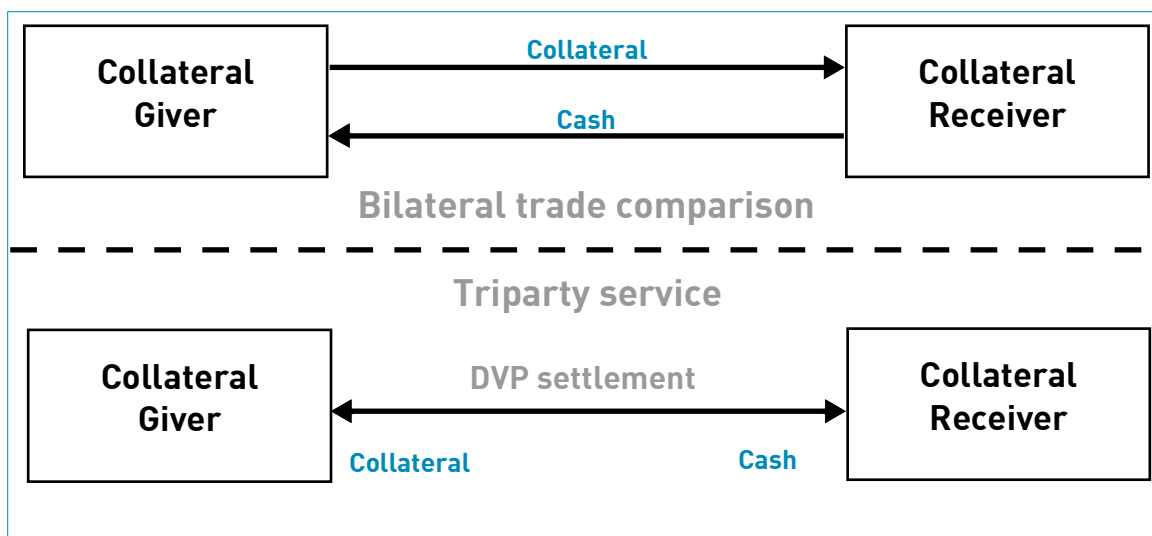 Collateral
Giver
Collateral
Cash
Collateral
Receiver
Bilateral trade comparison
Triparty service
Collateral
Giver
DVP settlement
Collateral
Cash
Collateral
Receiver